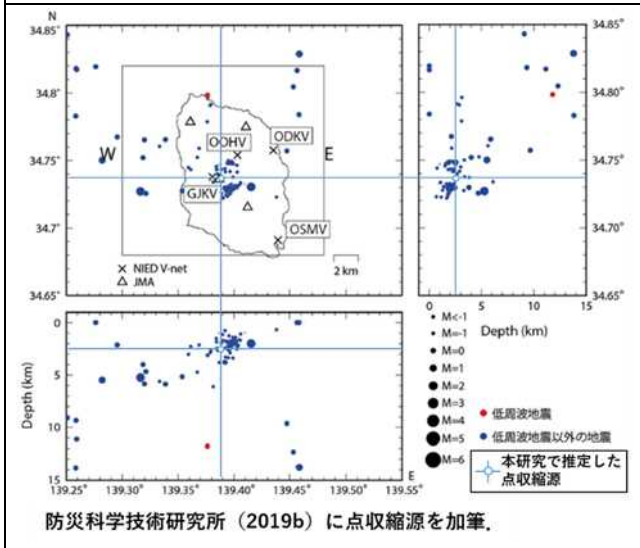 N
34.85°
34.8°
34.75°
34.7°
34.65°
W
E
OOHV
ODKV
GJKV
OSMV
× NIED V-net
△ JMA
2 km
34.85°
34.80°
34.75°
34.70°
34.65°
0 5 10 15
Depth (km)
M<-1
M=-1
M=0
M=1
M=2
M=3
M=4
M=5
M=6
低周波地震
低周波地震以外の地震
本研究で推定した
点収縮源
0
5
10
15
Depth (km)
E
139.25° 139.30° 139.35° 139.40° 139.45° 139.55°
防災科学技術研究所（2019b）に点収縮源を加筆.